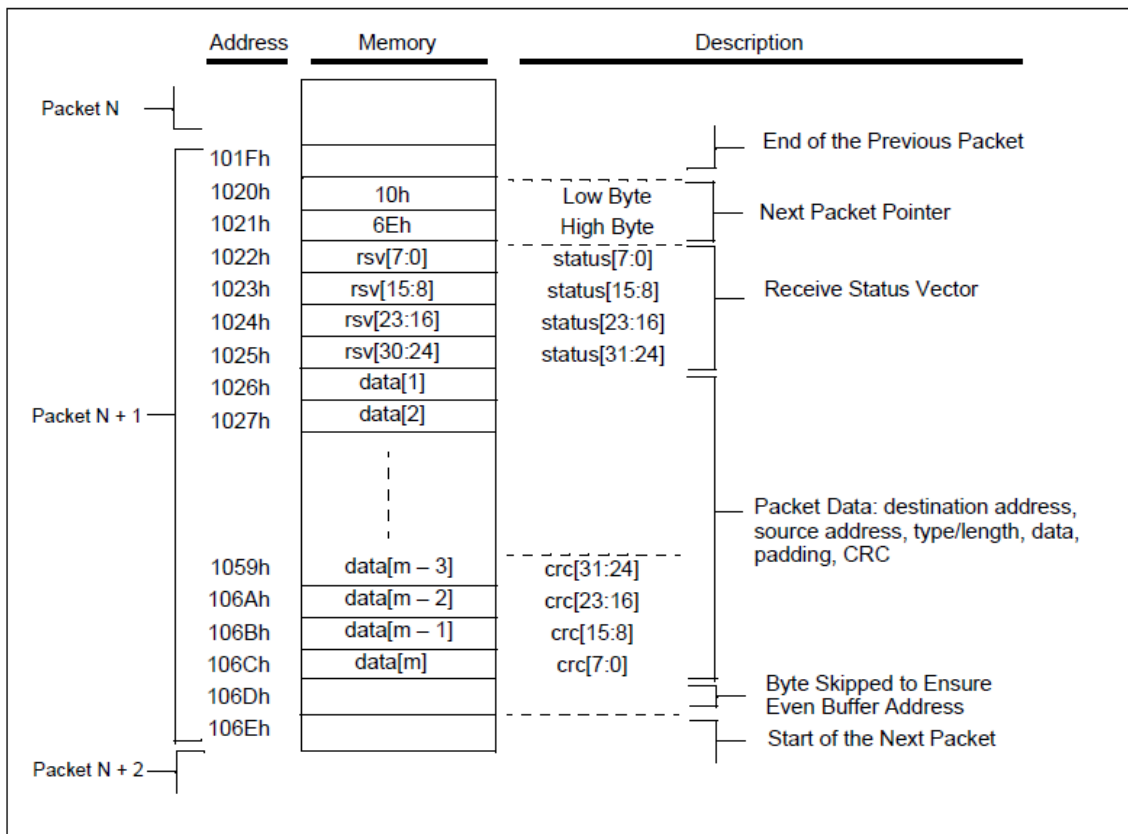 Address Memory Description
Packet N
End of the Previous Packet
101Fh
1020h 10h Low Byte
Next Packet Pointer
1021h 6Eh High Byte
1022h rsv[7:0] status[7:0]
1023h rsv[15:8] status[15:8] Receive Status Vector
1024h rsv[23:16] status[23:16]
1025h rsv[30:24] status[31:24]
1026h data[1]
Packet N + 1 1027h data[2]
Packet Data: destination address,
source address, type/length, data,
padding, CRC
1059h data[m – 3] crc[31:24]
106Ah data[m – 2] crc[23:16]
106Bh data[m – 1] crc[15:8]
106Ch data[m] crc[7:0]
106Dh Byte Skipped to Ensure
Even Buffer Address
106Eh Start of the Next Packet
Packet N + 2